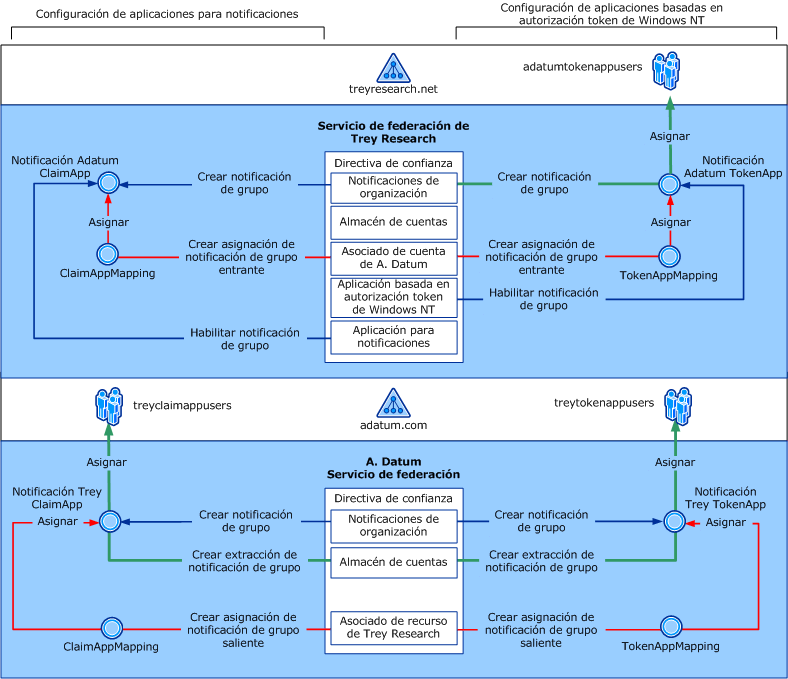 Configuración de aplicaciones para notificaciones
Configuración de aplicaciones basadas en
autorización token de Windows NT
treyresearch.net
adatumtokenappusers
Asignar
Servicio de federación de
Trey Research
Directiva de confianza
Notificaciones de
organización
Almacén de cuentas
Asociado de cuenta
de A. Datum
Aplicación basada en
autorización token
de Windows NT
Aplicación para
notificaciones
Notificación Adatum
ClaimApp
Crear notificación
de grupo
Asignar
Crear asignación de
notificación de grupo
entrante
ClaimAppMapping
Habilitar notificación
de grupo
Crear notificación
de grupo
Notificación
Adatum TokenApp
Asignar
Crear asignación de
notificación de grupo
entrante
TokenAppMapping
Habilitar notificación
de grupo
treyclaimappusers
adatum.com
treytokenappusers
Asignar
Asignar
A. Datum
Servicio de federación
Directiva de confianza
Notificaciones de
organización
Almacén de cuentas
Asociado de recurso
de Trey Research
Notificación Trey
ClaimApp
Asignar
Crear notificación
de grupo
Crear extracción de
notificación de grupo
Crear asignación de
notificación de grupo
saliente
ClaimAppMapping
Crear notificación
de grupo
Notificación
Trey TokenApp
Asignar
Crear extracción de
notificación de grupo
Crear asignación de
notificación de grupo
saliente
TokenAppMapping